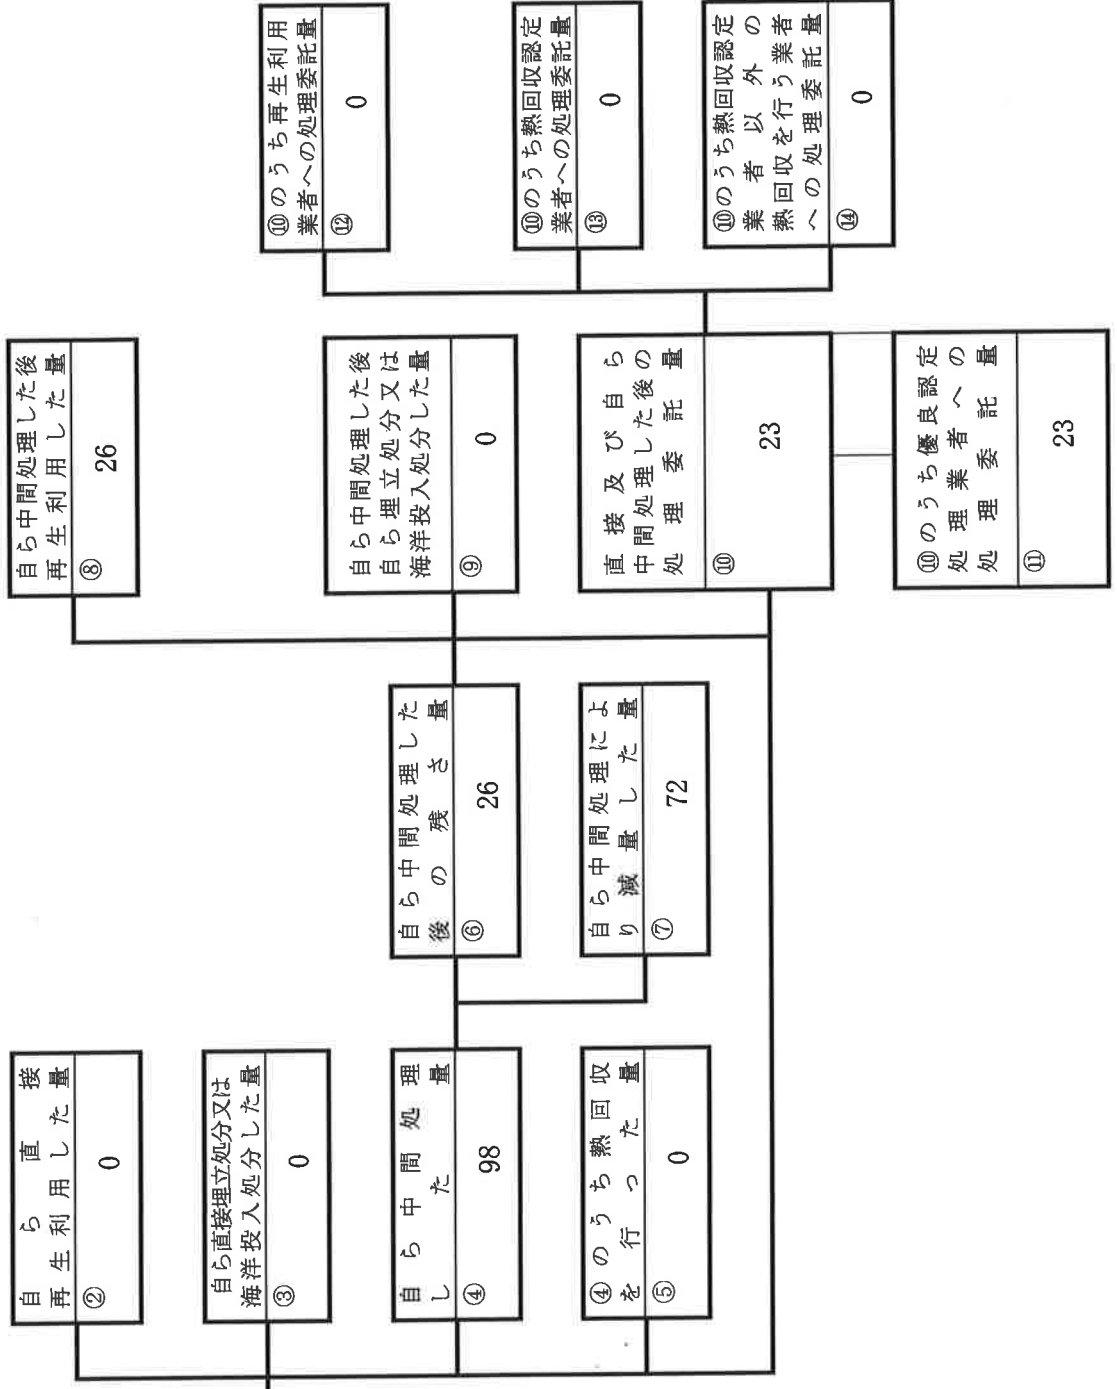 自ら直接
再生利用した量
②
0
自ら直接埋立処分又は
海洋投入処分した量
③
0
自ら中間処理
した量
④
98
④のうち熱回収
を行った量
⑤
0
自ら中間処理した
後の残さ量
⑥
26
自ら中間処理によ
り減量した量
⑦
72
自ら中間処理した後
再生利用した量
⑧
26
自ら中間処理した後
自ら埋立処分又は
海洋投入処分した量
⑨
0
直接及び自ら
中間処理した後の
処理委託量
⑩
23
⑩のうち優良認定
処理業者への
処理委託量
⑪
23
⑩のうち再生利用
業者への処理委託量
⑫
0
⑩のうち熱回収認定
業者への処理委託量
⑬
0
⑩のうち熱回収認定
業者以外の
熱回収を行う業者
への処理委託量
⑭
0